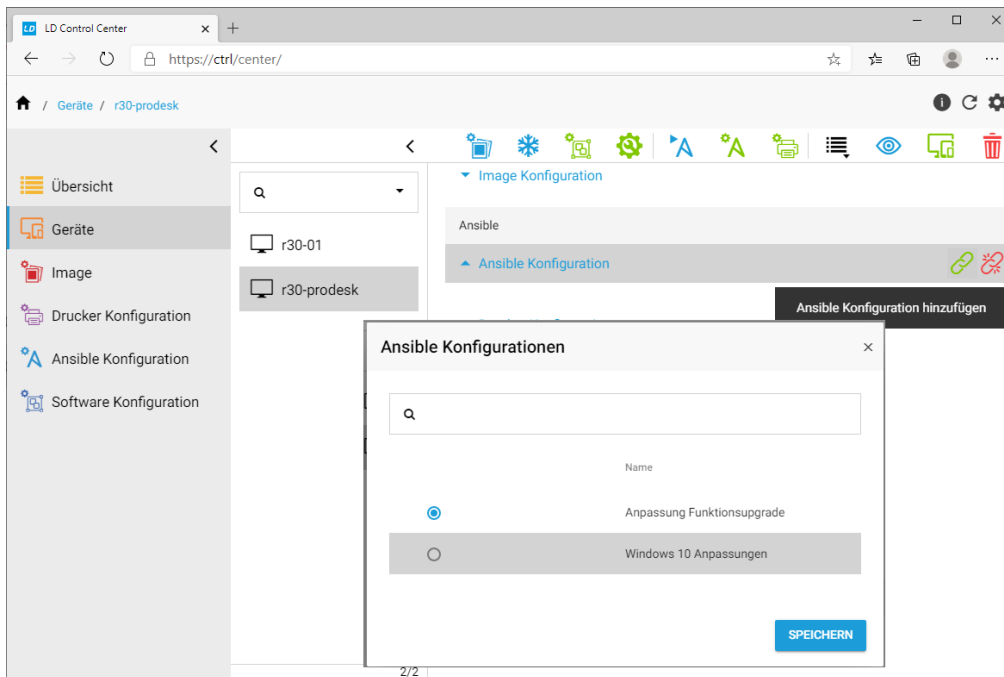 LD Control Center
https://ctrl/center/
/ Geräte / r30-prodesk
Übersicht
Geräte
Image
Drucker Konfiguration
Ansible Konfiguration
Software Konfiguration
r30-01
r30-prodesk
2/2
Image Konfiguration
Ansible
Ansible Konfiguration
Ansible Konfiguration hinzufügen
Ansible Konfigurationen
Name
Anpassung Funktionsupgrade
Windows 10 Anpassungen
SPEICHERN